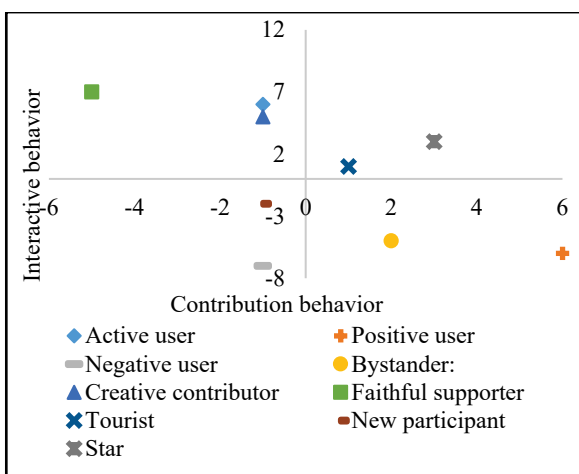 12
7
2
-3
-8
-6 -4 -2 0 2 4 6
Interactive behavior
Contribution behavior
Active user
Positive user
Negative user
Bystander:
Creative contributor
Faithful supporter
Tourist
New participant
Star